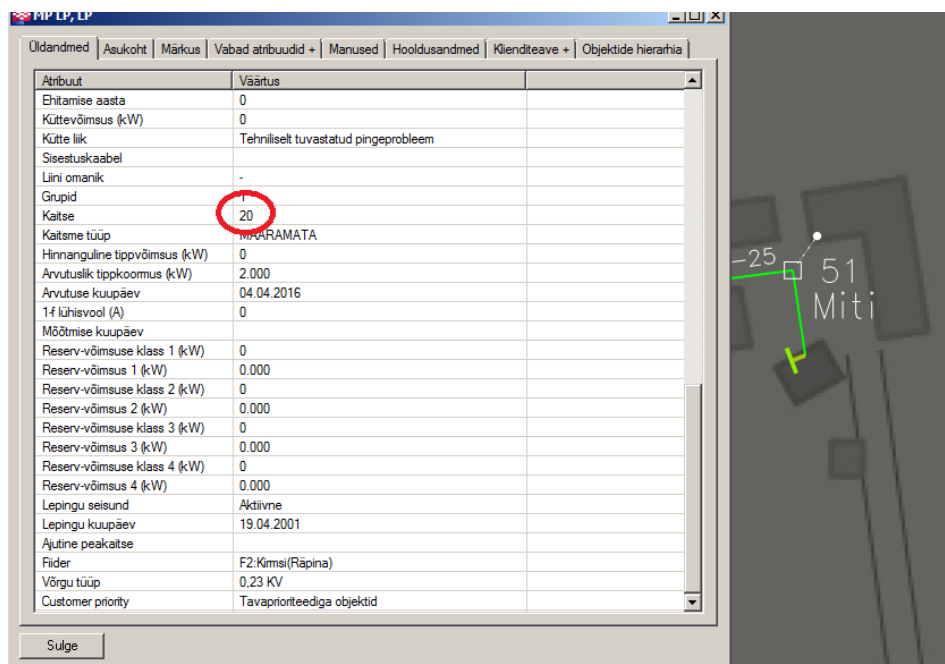 MP LP, LP
Üldandmed Asukoht Märkus Vabad atribuudid + Manused Hooldusandmed Klienditeave + Objektide hierarhia
Atribuut Väärtus
Ehitamise aasta 0
Küttevõimsus (kW) 0
Kütte liik Tehniliselt tuvastatud pingeprobleem
Sisestuskaabel
Liini omanik -
Grupid 1
Kaitse 20
Kaitsme tüüp MÄÄRAMATA
Hinnanguline tippvõimsus (kW) 0
Arvutuslik tippkoormus (kW) 2.000
Arvutuse kuupäev 04.04.2016
1-f lühisvool (A) 0
Mõõtmise kuupäev
Reserv-võimsuse klass 1 (kW) 0
Reserv-võimsus 1 (kW) 0.000
Reserv-võimsuse klass 2 (kW) 0
Reserv-võimsus 2 (kW) 0.000
Reserv-võimsuse klass 3 (kW) 0
Reserv-võimsus 3 (kW) 0.000
Reserv-võimsuse klass 4 (kW) 0
Reserv-võimsus 4 (kW) 0.000
Lepingu seisund Aktiivne
Lepingu kuupäev 19.04.2001
Ajutine peakaitse
Fiider F2:Kimsi(Räpina)
Võrgu tüüp 0,23 KV
Customer priority Tavaprioriteediga objektid
Sulge
-25
51
Miti